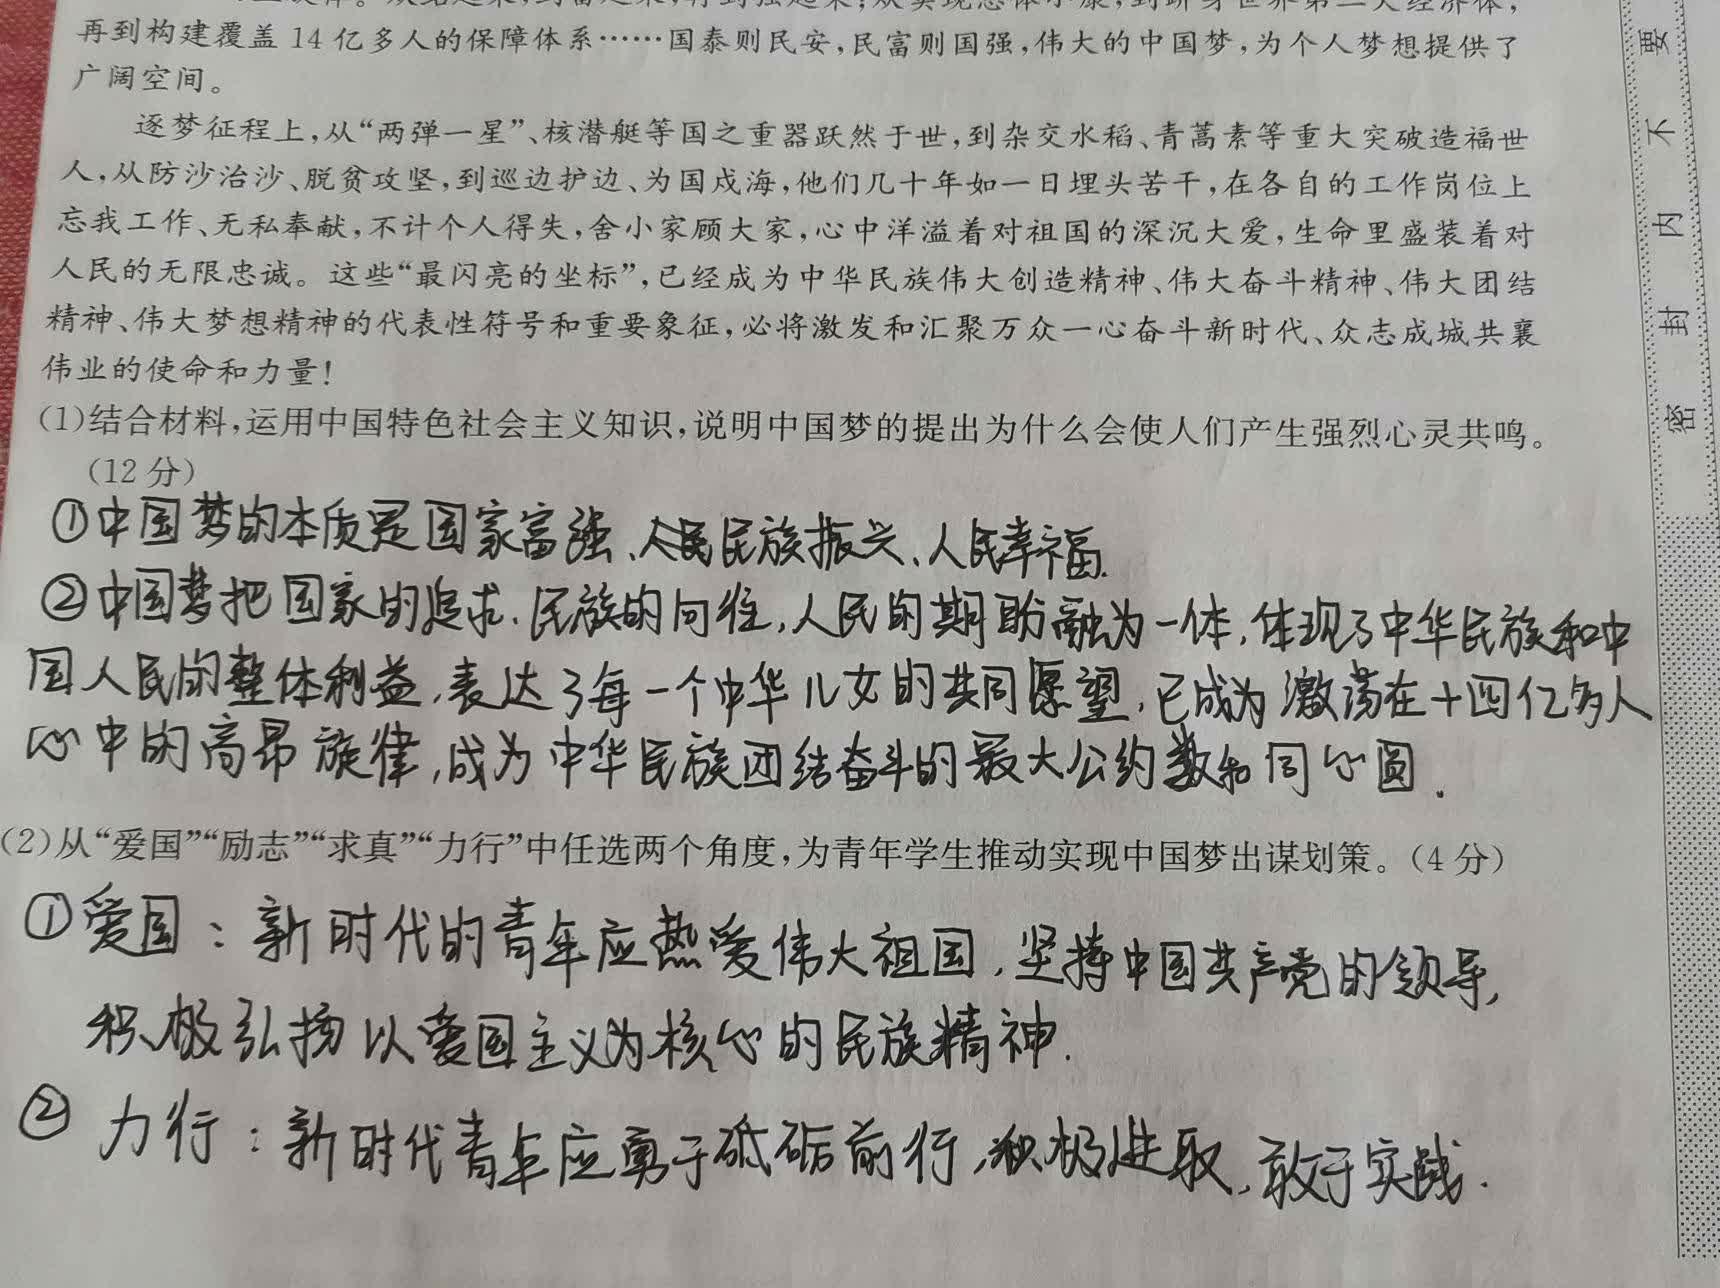 再到构建覆盖14亿多人的保障体系……国泰则民安,民富则国强,伟大的中国梦,为个人梦想提供了
广阔空间。
逐梦征程上,从“两弹一星”、核潜艇等国之重器跃然于世,到杂交水稻、青蒿素等重大突破造福世
人,从防沙治沙、脱贫攻坚,到巡边护边、为国戍海,他们几十年如一日埋头苦干,在各自的工作岗位上
忘我工作、无私奉献,不计个人得失,舍小家顾大家,心中洋溢着对祖国的深沉大爱,生命里盛装着对
人民的无限忠诚。这些“最闪亮的坐标”,已经成为中华民族伟大创造精神、伟大奋斗精神、伟大团结
精神、伟大梦想精神的代表性符号和重要象征,必将激发和汇聚万众一心奋斗新时代、众志成城共襄
伟业的使命和力量!
(1)结合材料,运用中国特色社会主义知识,说明中国梦的提出为什么会使人们产生强烈心灵共鸣。
(12分)
①中国梦的本质是国家富强、民族振兴、人民幸福.
②中国梦把国家的追求、民族的向往,人民的期盼融为一体,体现了中华民族和中
国人民的整体利益,表达了每一个中华儿女的共同愿望,已成为激荡在十四亿多人
心中的高昂旋律,成为中华民族团结奋斗的最大公约数和同心圆.
(2)从“爱国”“励志”“求真”“力行”中任选两个角度,为青年学生推动实现中国梦出谋划策。(4分)
①爱国:新时代的青年应热爱伟大祖国,坚持中国共产党的领导,
积极弘扬以爱国主义为核心的民族精神.
②力行:新时代青年应勇于砥砺前行,积极进取,敢于实践.
密封内不要